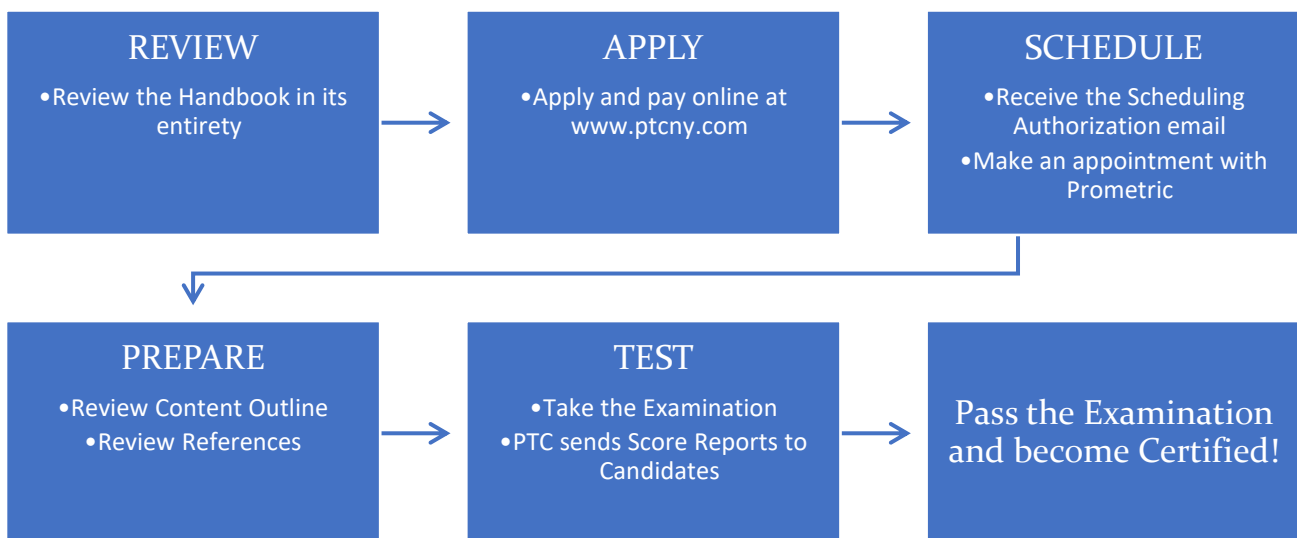 REVIEW
•Review the Handbook in its
entirety
APPLY
•Apply and pay online at
www.ptcny.com
SCHEDULE
•Receive the Scheduling
Authorization email
•Make an appointment with
Prometric
PREPARE
•Review Content Outline
•Review References
TEST
•Take the Examination
•PTC sends Score Reports to
Candidates
Pass the Examination
and become Certified!